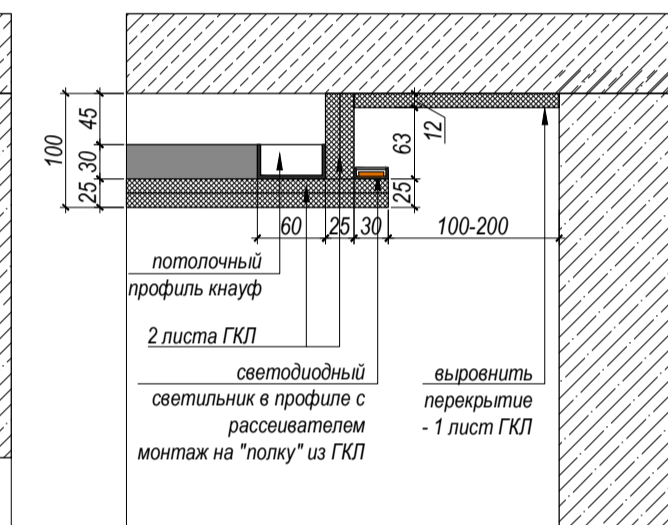 100
45
30
25
12
63
25
60
25
30
100-200
потолочный
профиль кнауф
2 листа ГКЛ
светодиодный
светильник в профиле с
рассеивателем
монтаж на "полку" из ГКЛ
выровнить
перекрытие
- 1 лист ГКЛ